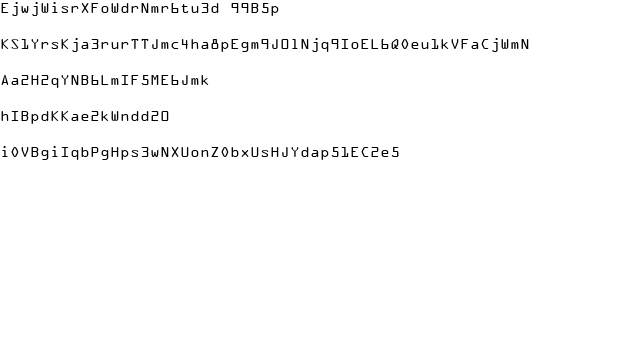 EjwjWisrXFoWdrNmr6tu3d 99B5p
KS1YrsKja3rurTTJmc4ha8pEgm9JO1Njq9IoEL6Q0eu1kVFaCjWmN
Aa2H2qYNB6LmIF5ME6Jmk
hIBpdKKae2kWndd2O
i0VBgiIqbPgHps3wNXUonZ0bxUsHJYdap51EC2e5